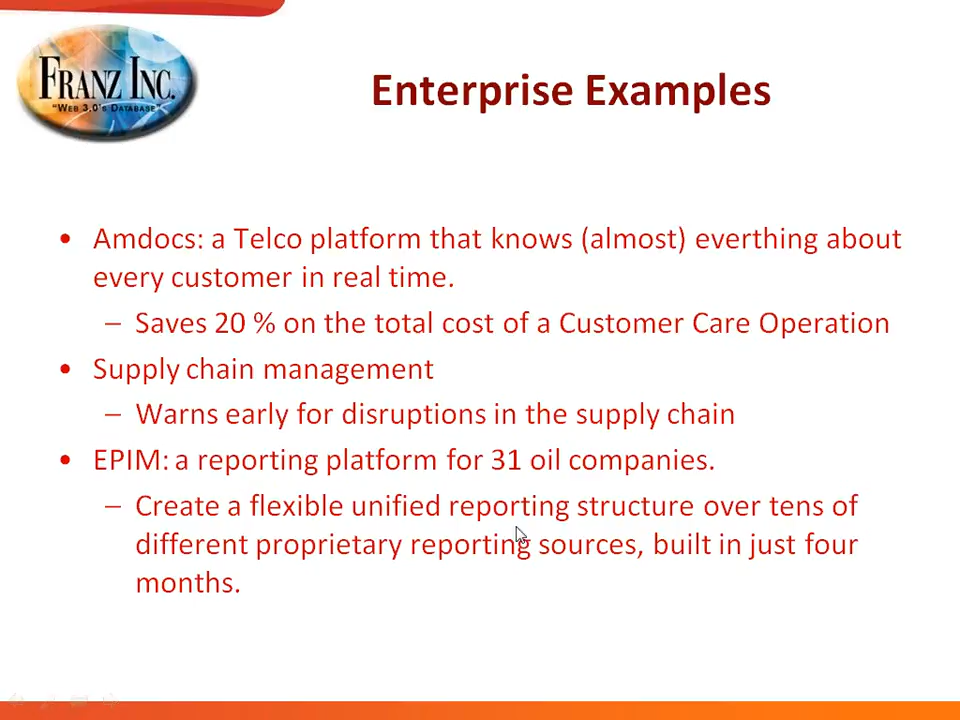 FRANZ INC.
"WEB 3.0'S DATABASE"
Enterprise Examples
• Amdocs: a Telco platform that knows (almost) everthing about
every customer in real time.
– Saves 20 % on the total cost of a Customer Care Operation
• Supply chain management
– Warns early for disruptions in the supply chain
• EPIM: a reporting platform for 31 oil companies.
– Create a flexible unified reporting structure over tens of
different proprietary reporting sources, built in just four
months.